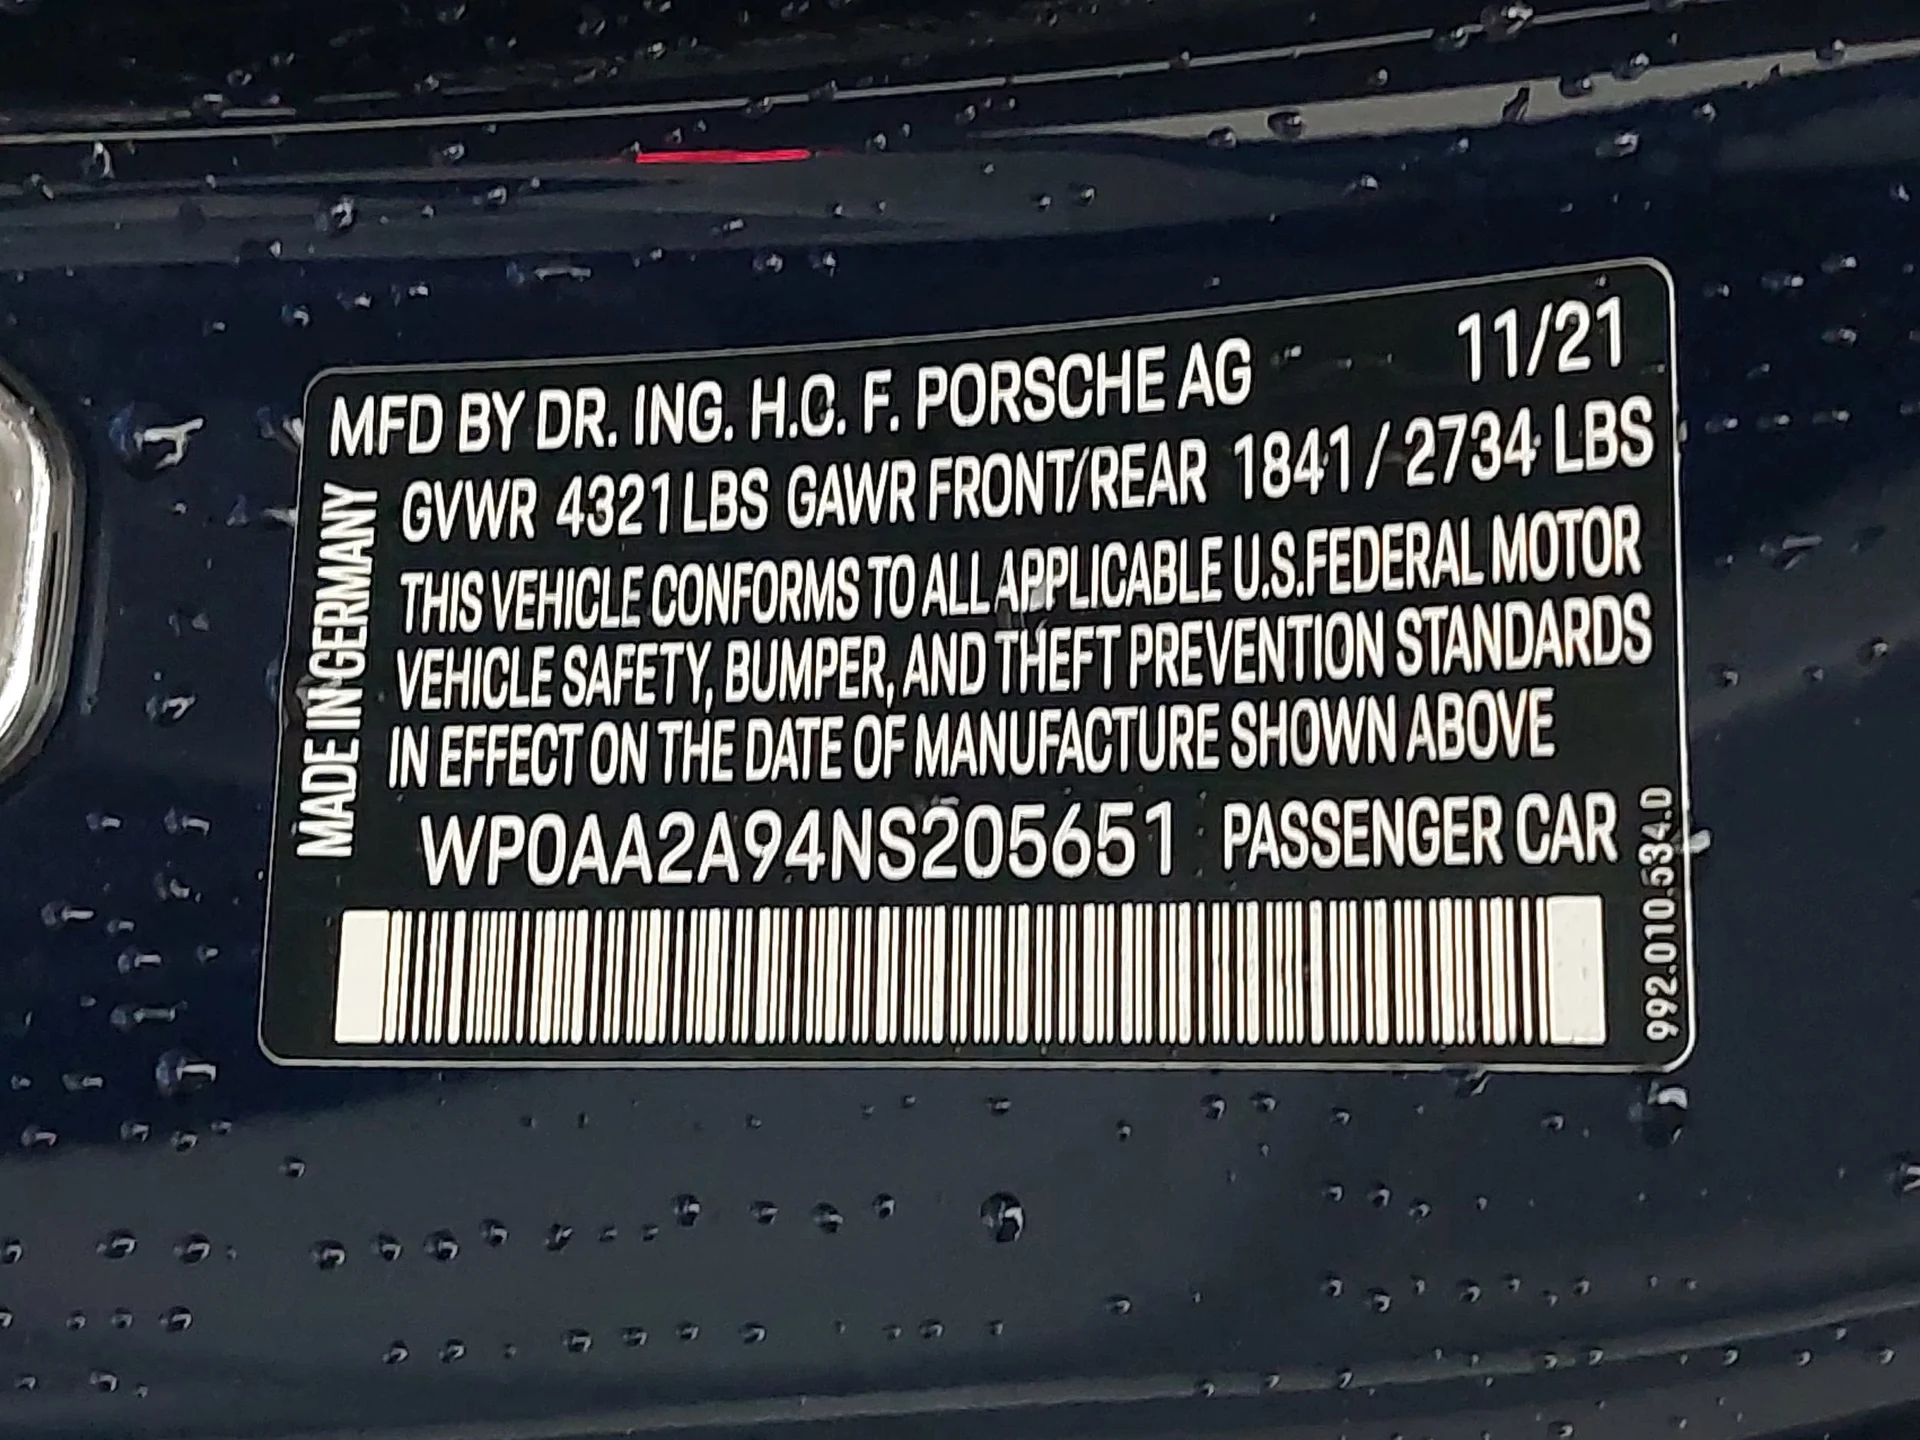 MFD BY DR. ING. H.C. F. PORSCHE AG 11/21
GVWR 4321 LBS GAWR FRONT/REAR 1841 / 2734 LBS
THIS VEHICLE CONFORMS TO ALL APPLICABLE U.S.FEDERAL MOTOR
VEHICLE SAFETY, BUMPER, AND THEFT PREVENTION STANDARDS
IN EFFECT ON THE DATE OF MANUFACTURE SHOWN ABOVE
WP0AA2A94NS205651 PASSENGER CAR
MADE IN GERMANY
992.010.534.D